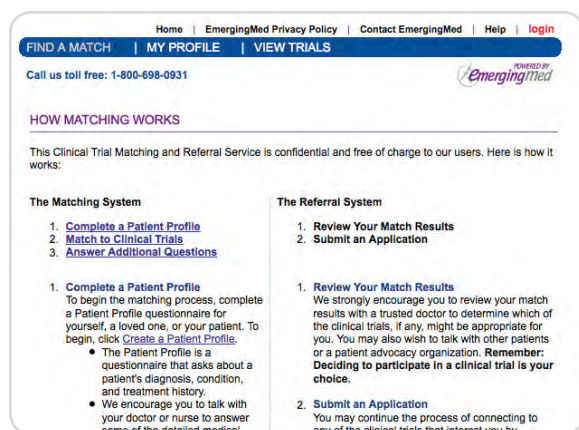 Home | EmergingMed Privacy Policy | Contact EmergingMed | Help | login
FIND A MATCH | MY PROFILE | VIEW TRIALS
Call us toll free: 1-800-698-0931
POWERED BY
emergingmed
HOW MATCHING WORKS
This Clinical Trial Matching and Referral Service is confidential and free of charge to our users. Here is how it
works:
The Matching System
1. Complete a Patient Profile
2. Match to Clinical Trials
3. Answer Additional Questions
1. Complete a Patient Profile
To begin the matching process, complete
a Patient Profile questionnaire for
yourself, a loved one, or your patient. To
begin, click Create a Patient Profile.
• The Patient Profile is a
questionnaire that asks about a
patient's diagnosis, condition,
and treatment history.
• We encourage you to talk with
your doctor or nurse to answer
some of the detailed medical
The Referral System
1. Review Your Match Results
2. Submit an Application
1. Review Your Match Results
We strongly encourage you to review your match
results with a trusted doctor to determine which of
the clinical trials, if any, might be appropriate for
you. You may also wish to talk with other patients
or a patient advocacy organization. Remember:
Deciding to participate in a clinical trial is your
choice.
2. Submit an Application
You may continue the process of connecting to
any of the clinical trials that interest you by